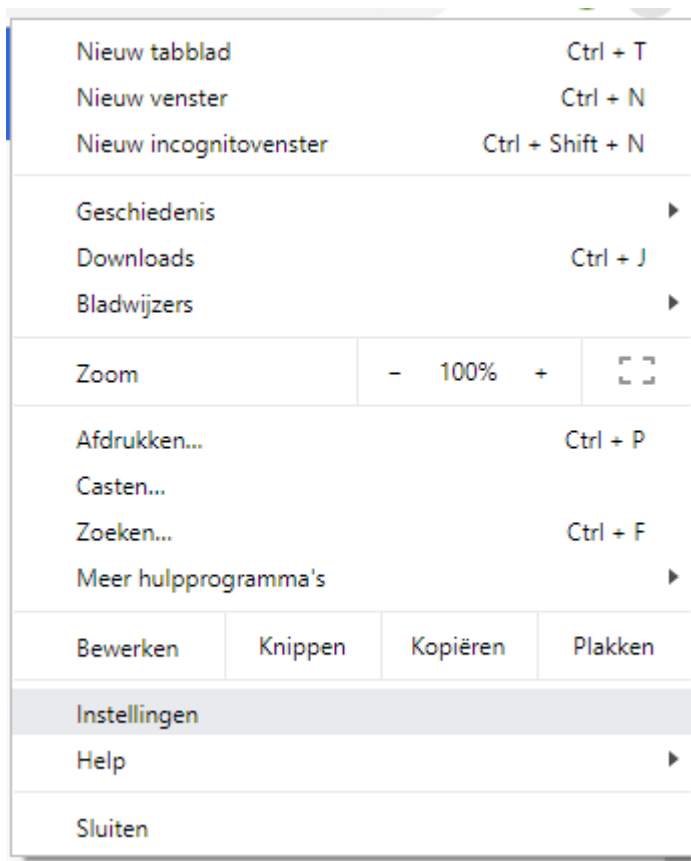 Nieuw tabblad Ctrl + T
Nieuw venster Ctrl + N
Nieuw incognitovenster Ctrl + Shift + N
Geschiedenis
Downloads Ctrl + J
Bladwijzers
Zoom - 100% +
Afdrukken... Ctrl + P
Casten...
Zoeken... Ctrl + F
Meer hulpprogramma's
Bewerken Knippen Kopiëren Plakken
Instellingen
Help
Sluiten